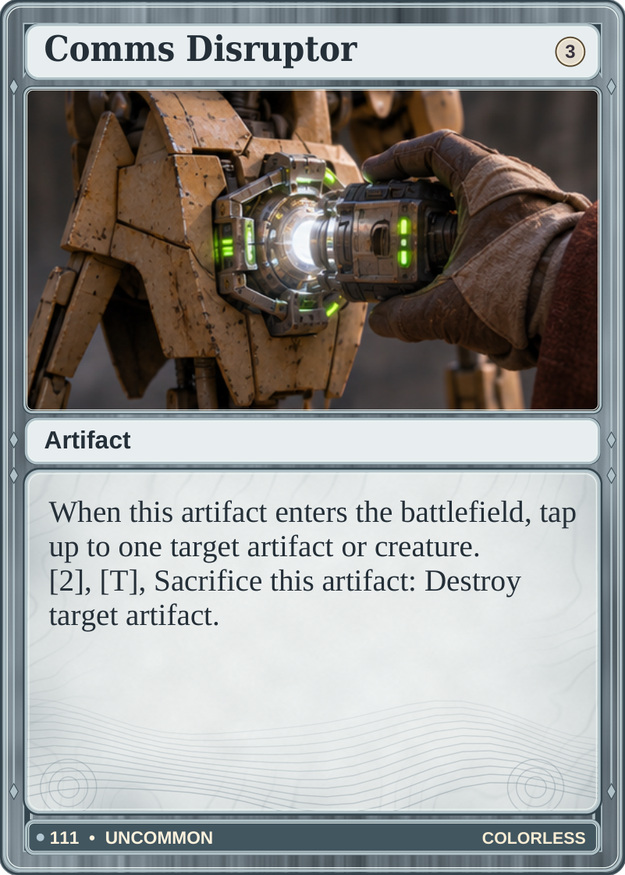 Comms Disruptor
3
Artifact
When this artifact enters the battlefield, tap
up to one target artifact or creature.
[2], [T], Sacrifice this artifact: Destroy
target artifact.
111 • UNCOMMON
COLORLESS